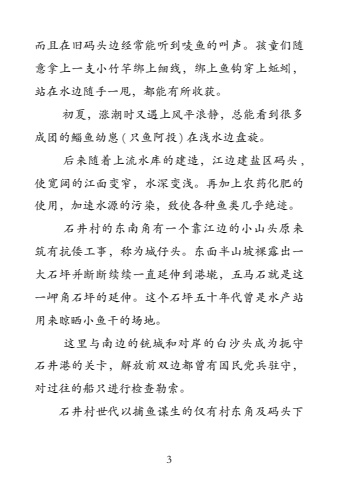 而且在旧码头边经常能听到唛鱼的叫声。孩童们随
意拿上一支小竹竿绑上细线，绑上鱼钩穿上蚯蚓，
站在水边随手一甩，都能有所收获。
初夏，涨潮时又遇上风平浪静，总能看到很多
成团的鲻鱼幼崽（只鱼阿投）在浅水边盘旋。
后来随着上流水库的建造，江边建盐区码头，
使宽阔的江面变窄，水深变浅。再加上农药化肥的
使用，加速水源的污染，致使各种鱼类几乎绝迹。
石井村的东南角有一个靠江边的小山头原来
筑有抗倭工事，称为城仔头。东面半山坡裸露出一
大石坪并断断续续一直延伸到港墘，五马石就是这
一岬角石坪的延伸。这个石坪五十年代曾是水产站
用来晾晒小鱼干的场地。
这里与南边的铳城和对岸的白沙头成为扼守
石井港的关卡，解放前双边都曾有国民党兵驻守，
对过往的船只进行检查勒索。
石井村世代以捕鱼谋生的仅有村东角及码头下
3